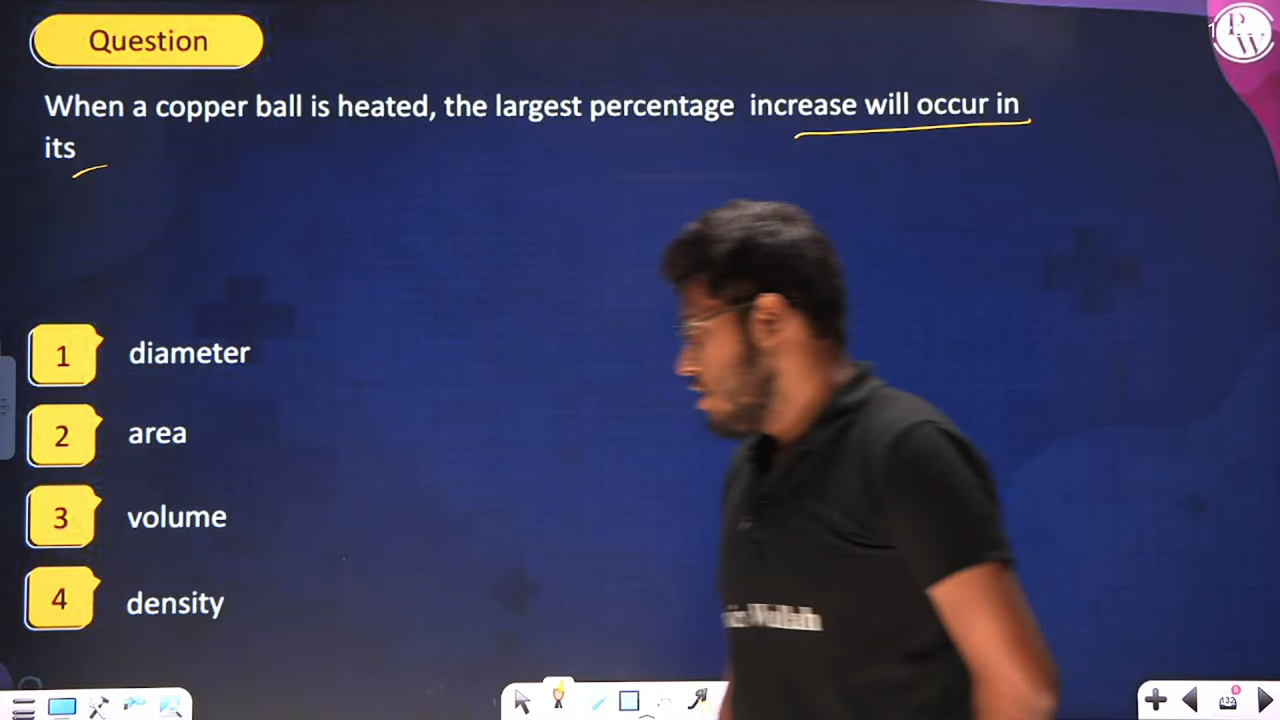 Question
When a copper ball is heated, the largest percentage increase will occur in
its
1 diameter
2 area
3 volume
4 density
P
W
132